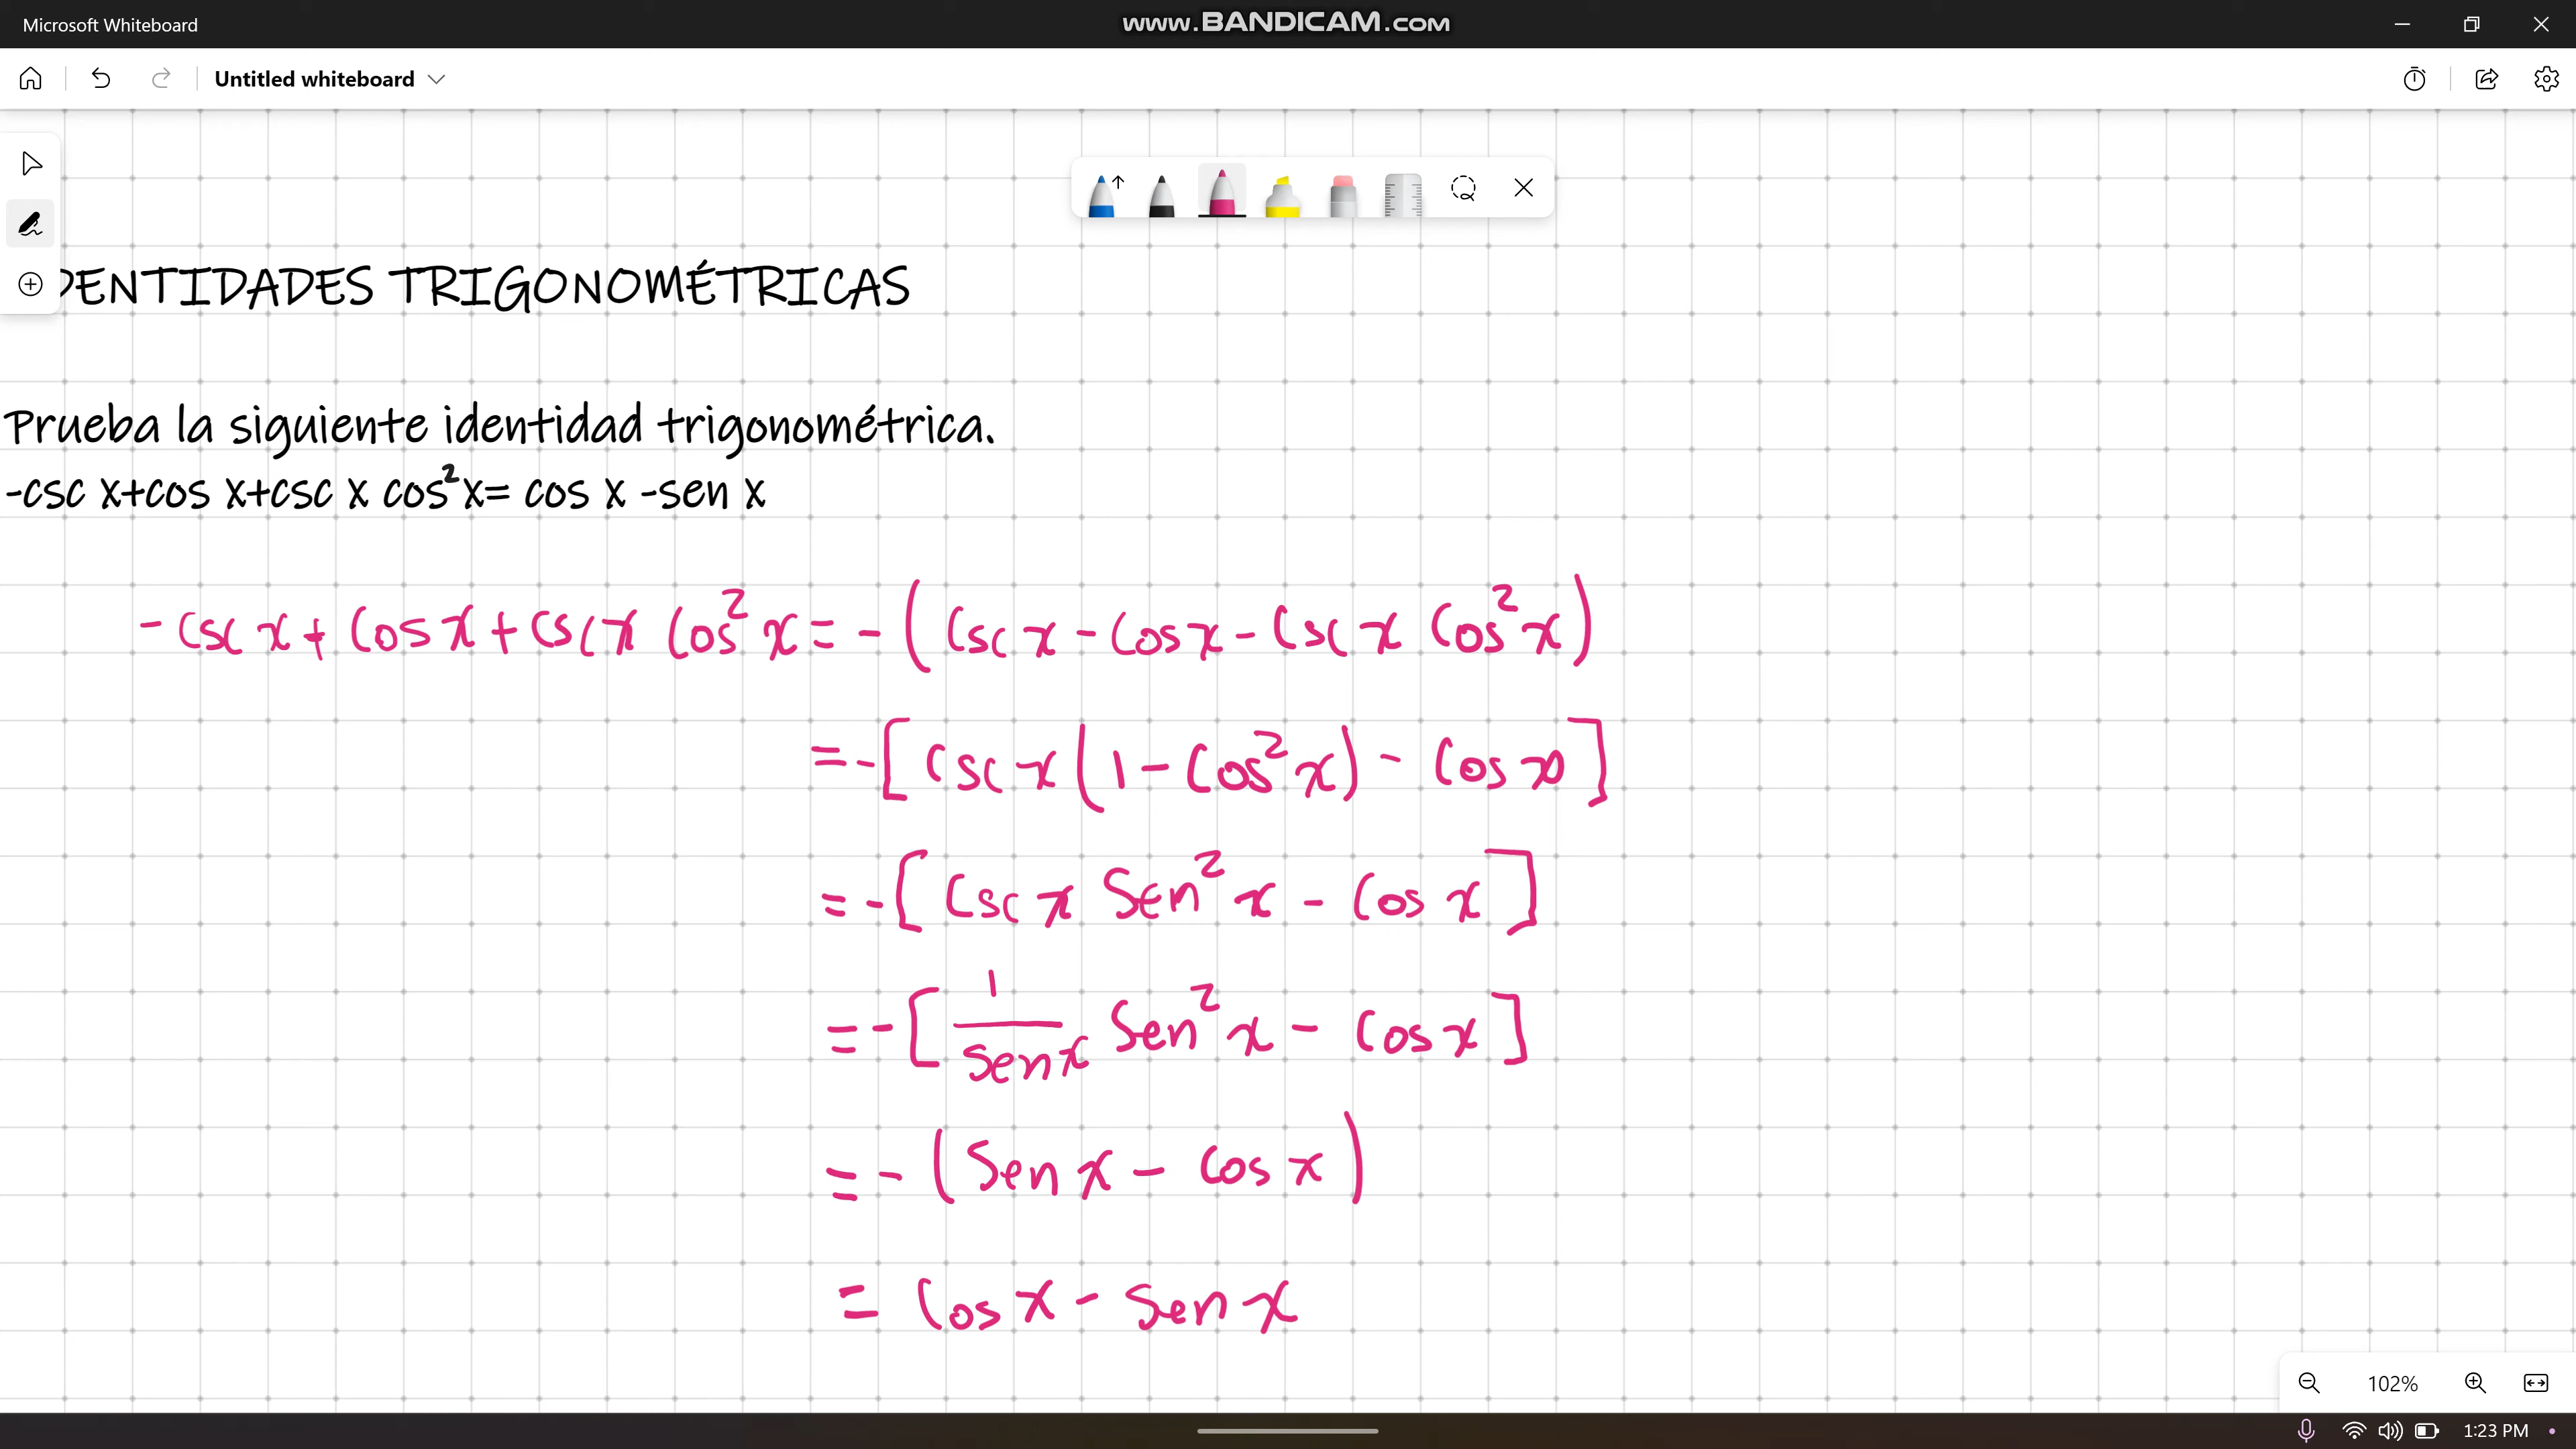 Microsoft Whiteboard
www.BANDICAM.com
Untitled whiteboard
DENTIDADES TRIGONOMÉTRICAS
Prueba la siguiente identidad trigonométrica.
-csc x+cos x+csc x cos²x= cos x -sen x
- Csc x + Cos x + Csc x Cos² x = - ( Csc x - Cos x - Csc x Cos² x )
= - [ Csc x ( 1 - Cos² x ) - Cos x ]
= - [ Csc x Sen² x - Cos x ]
= - [ 1/Sen x Sen² x - Cos x ]
= - ( Sen x - Cos x )
= Cos x - Sen x
102%
1:23 PM